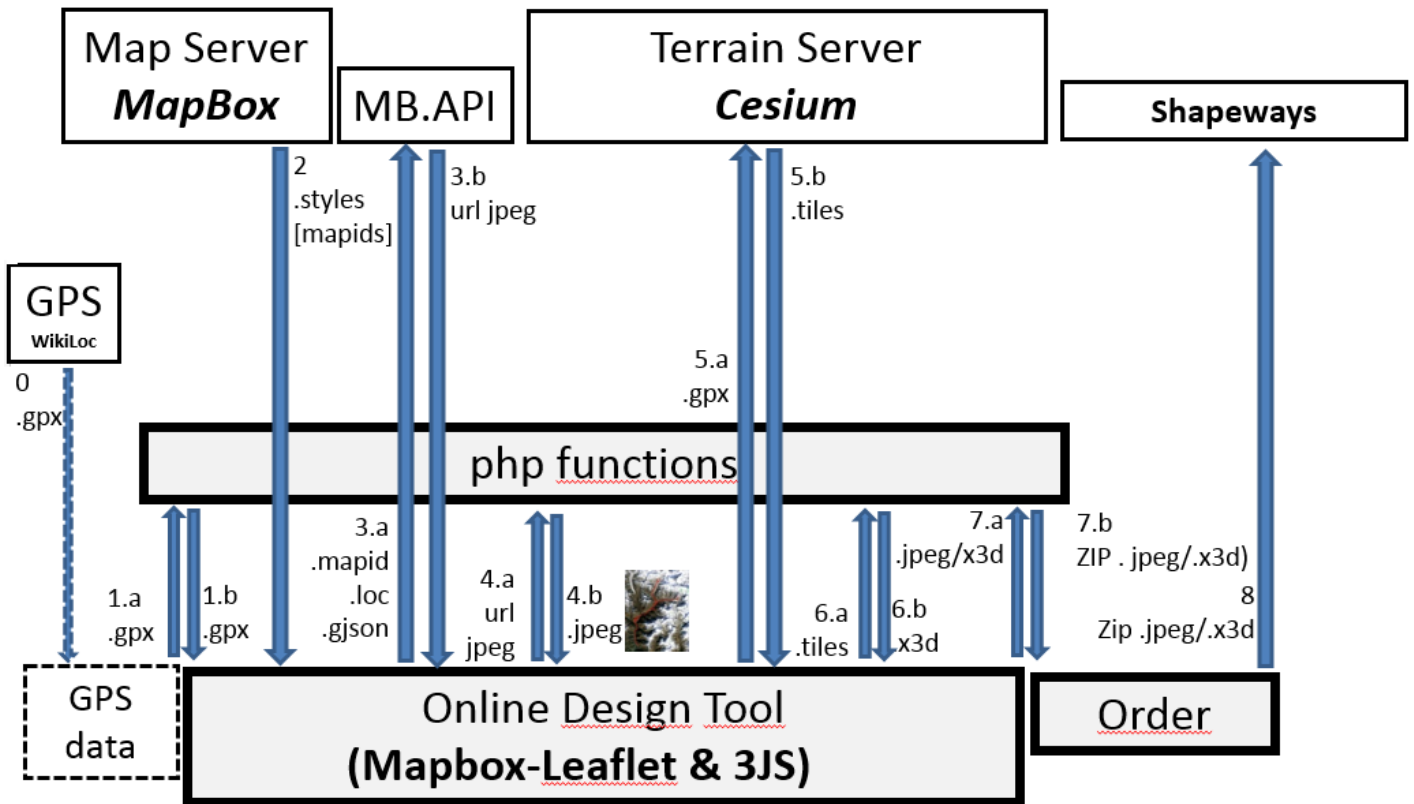 Map Server
MapBox
MB.API
Terrain Server
Cesium
Shapeways
2
.styles
[mapids]
3.b
url jpeg
5.b
.tiles
GPS
WikiLoc
0
.gpx
5.a
.gpx
php functions
1.a
.gpx
1.b
.gpx
3.a
.mapid
.loc
.gjson
4.a
url
jpeg
4.b
.jpeg
6.a
.tiles
6.b
.x3d
7.a
.jpeg/x3d
7.b
ZIP . jpeg/.x3d)
8
Zip .jpeg/.x3d
GPS
data
Online Design Tool
(Mapbox-Leaflet & 3JS)
Order